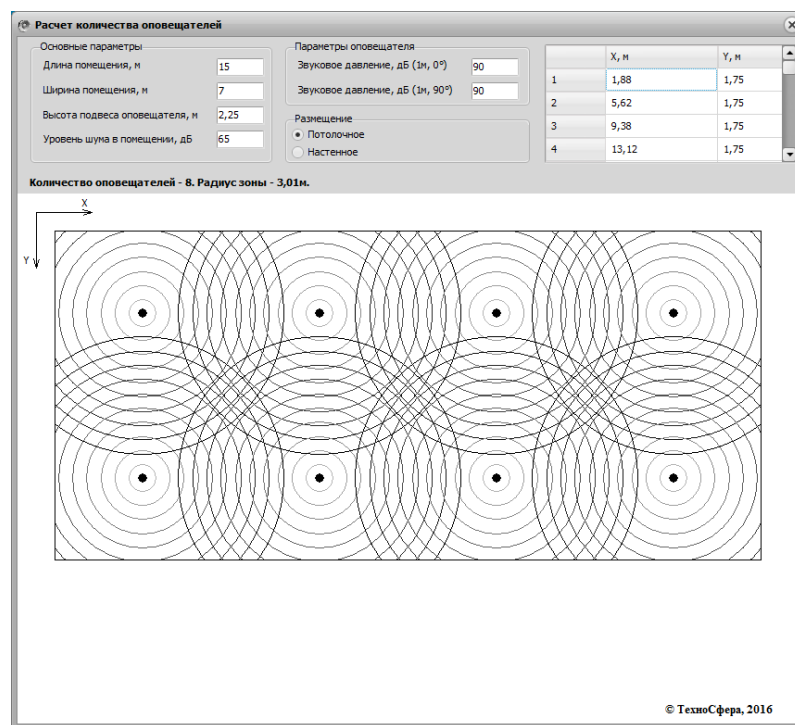 Расчет количества оповещателей
Основные параметры
Длина помещения, м 15
Ширина помещения, м 7
Высота подвеса оповещателя, м 2,25
Уровень шума в помещении, дБ 65
Параметры оповещателя
Звуковое давление, дБ (1м, 0°) 90
Звуковое давление, дБ (1м, 90°) 90
Размещение
Потолочное
Настенное
X, м Y, м
1 1,88 1,75
2 5,62 1,75
3 9,38 1,75
4 13,12 1,75
Количество оповещателей - 8. Радиус зоны - 3,01м.
X
Y
© ТехноСфера, 2016